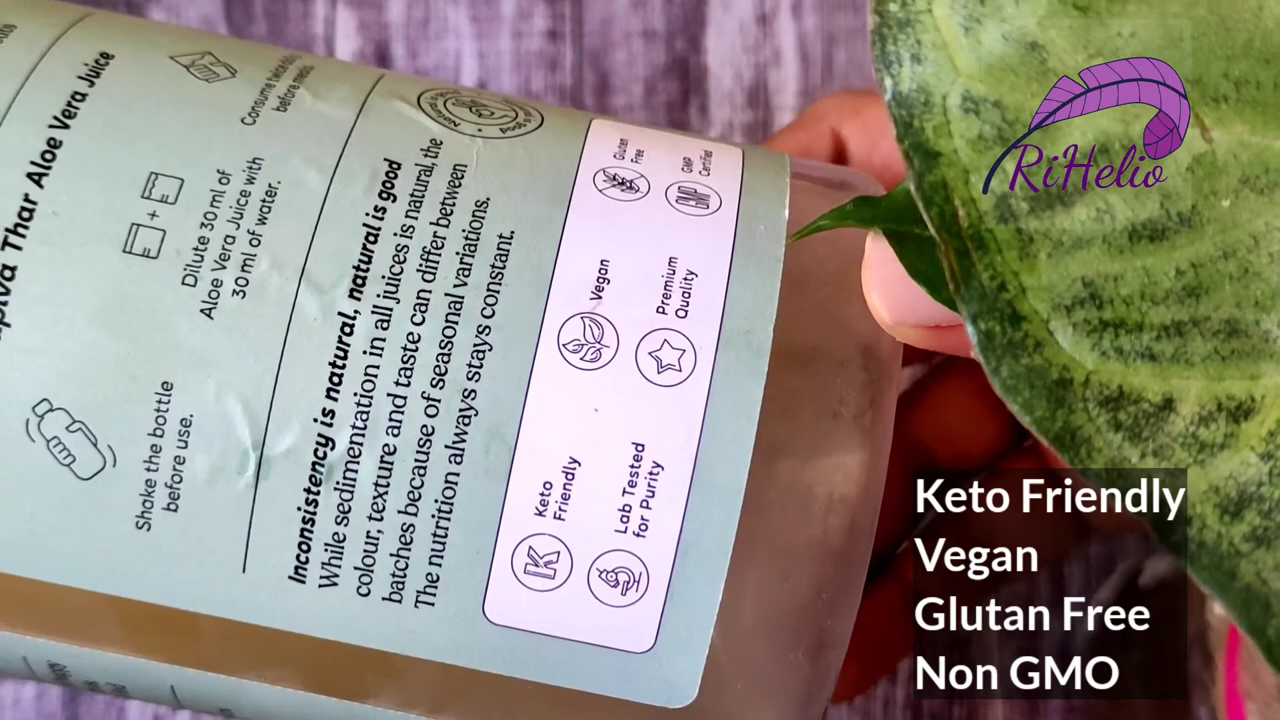 Kapiva Thar Aloe Vera Juice
Shake the bottle
before use.
+
Dilute 30 ml of
Aloe Vera Juice with
30 ml of water.
Consume twice daily
before meals
Inconsistency is natural, natural is good
While sedimentation in all juices is natural, the
colour, texture and taste can differ between
batches because of seasonal variations.
The nutrition always stays constant.
K
Keto
Friendly
Vegan
Gluten
Free
Lab Tested
for Purity
Premium
Quality
GMP
GMP
Certified
RiHelio
Keto Friendly
Vegan
Glutan Free
Non GMO